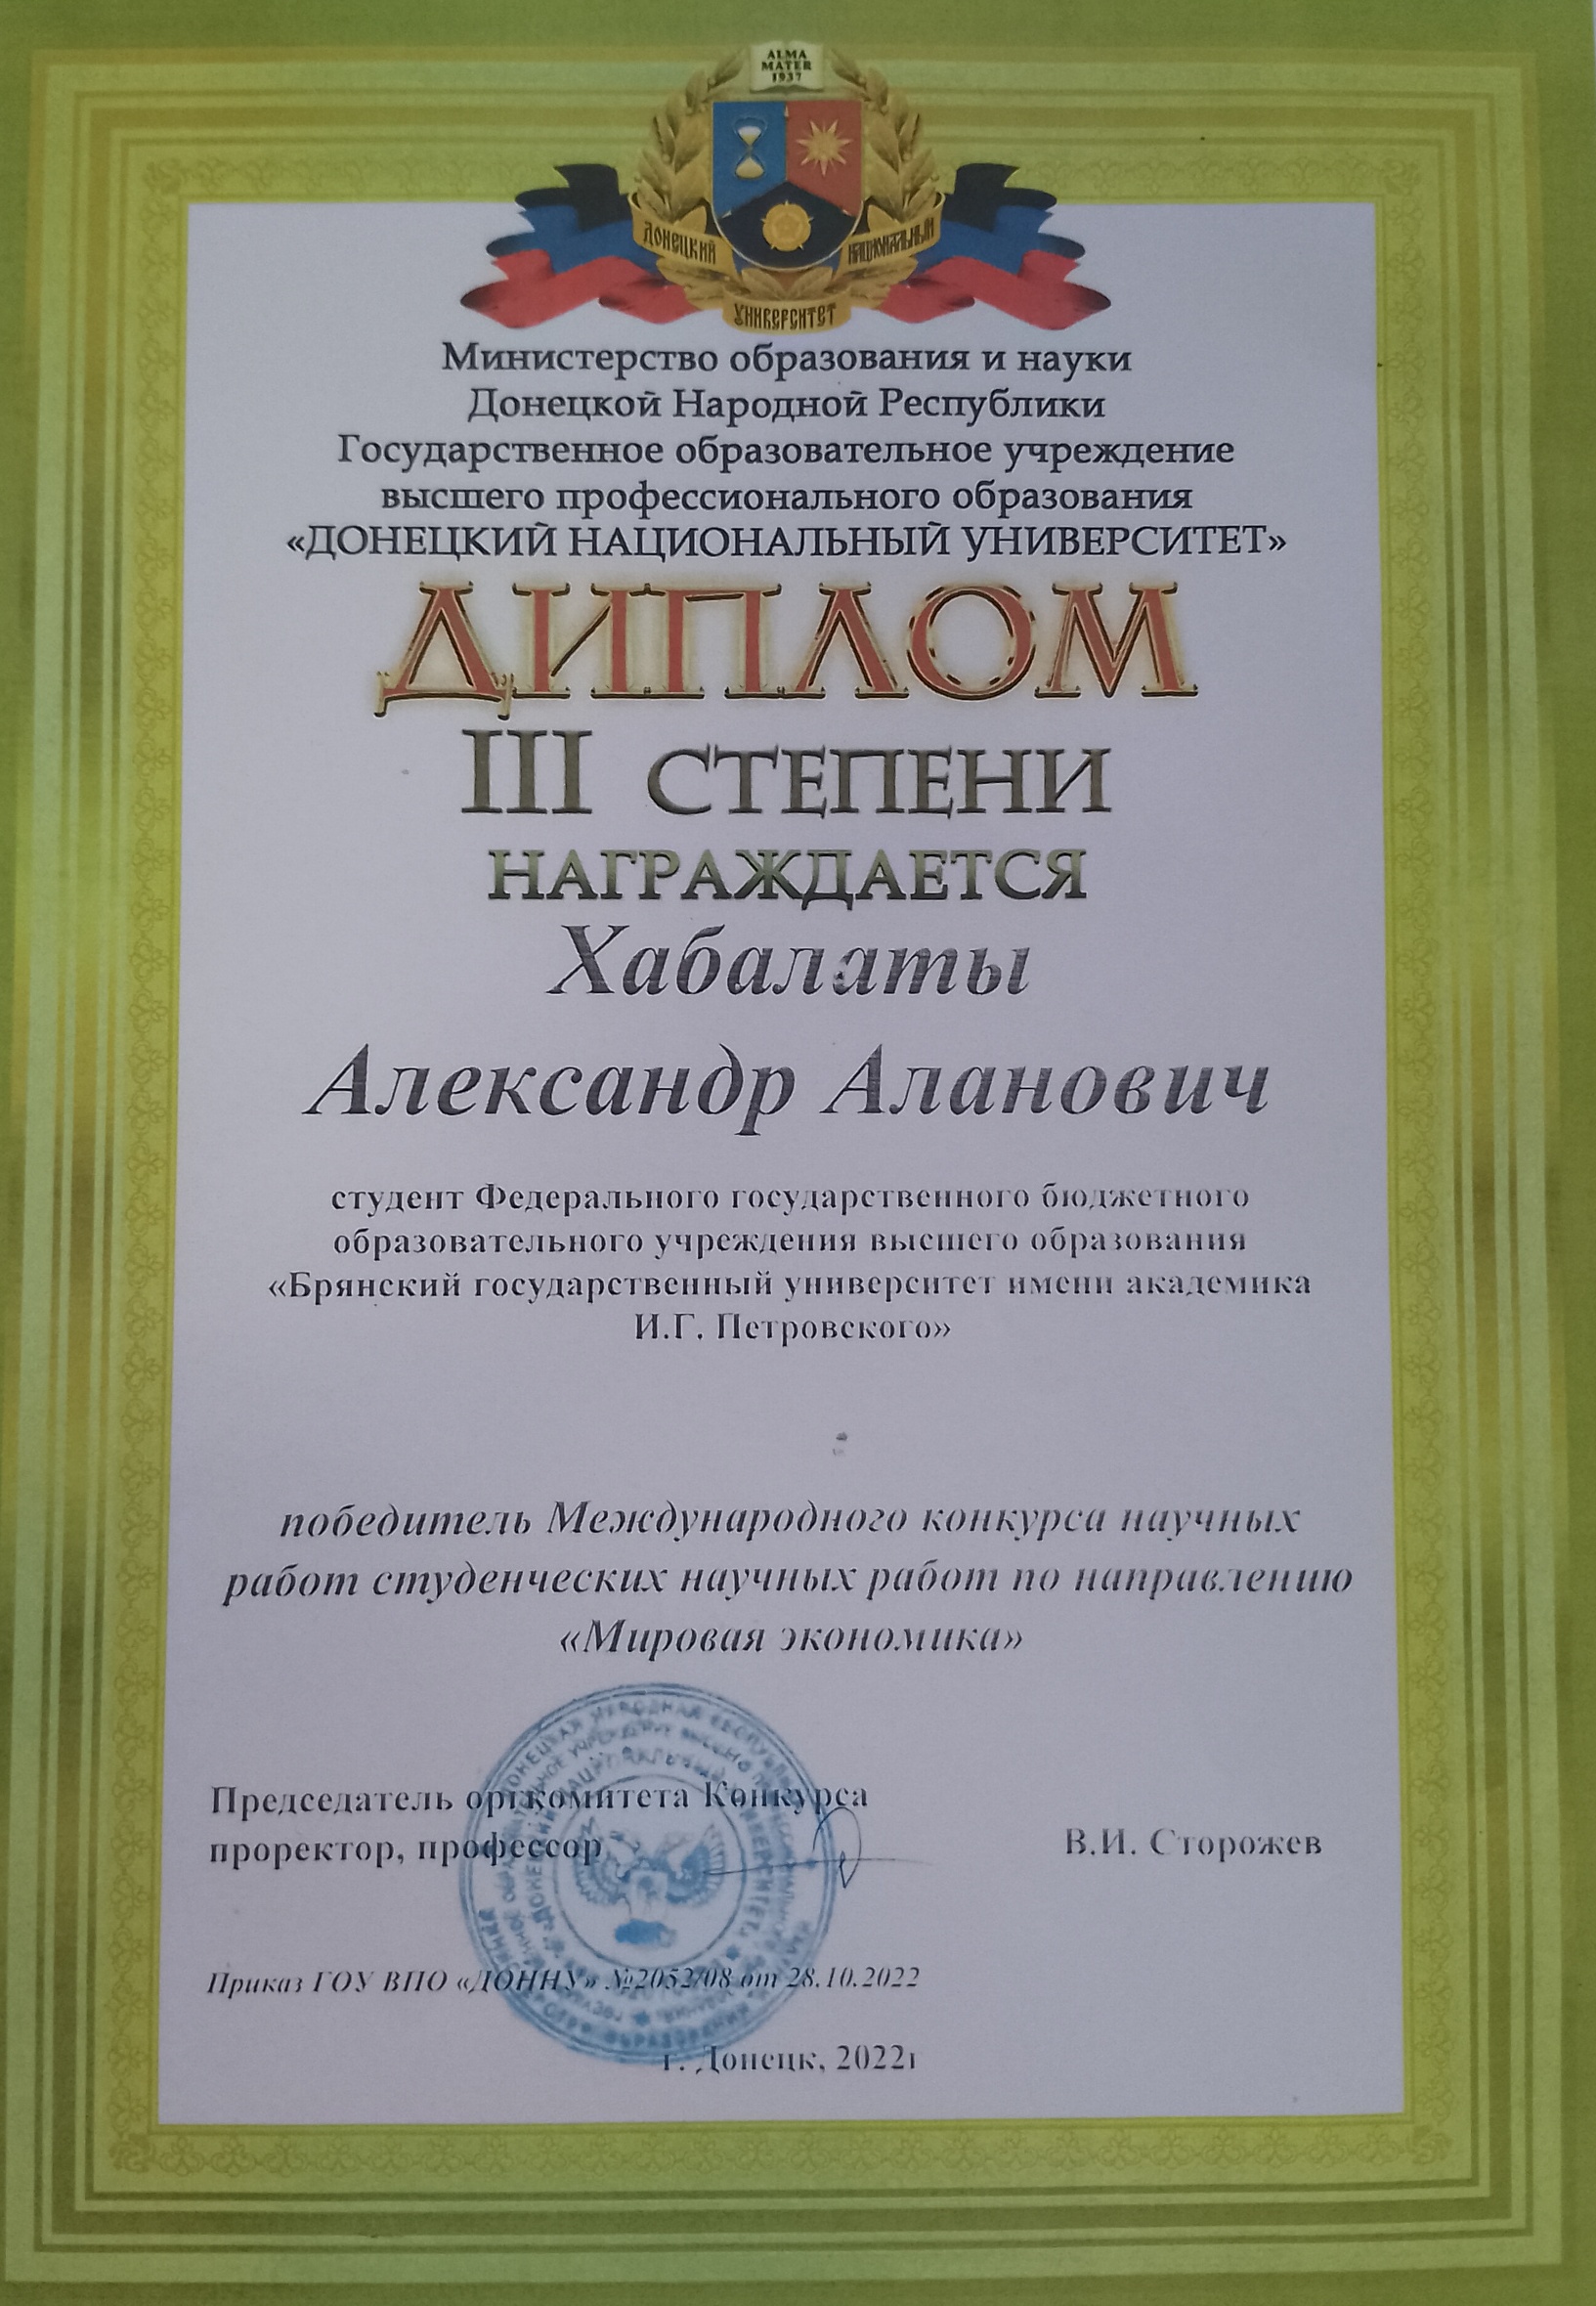 ALMA
MATER
1937
ДОНЕЦКИЙ НАЦИОНАЛЬНЫЙ
УНИВЕРСИТЕТ
Министерство образования и науки
Донецкой Народной Республики
Государственное образовательное учреждение
высшего профессионального образования
«ДОНЕЦКИЙ НАЦИОНАЛЬНЫЙ УНИВЕРСИТЕТ»
ДИПЛОМ
III СТЕПЕНИ
НАГРАЖДАЕТСЯ
Хабалаты
Александр Аланович
студент Федерального государственного бюджетного
образовательного учреждения высшего образования
«Брянский государственный университет имени академика
И.Г. Петровского»
победитель Международного конкурса научных
работ студенческих научных работ по направлению
«Мировая экономика»
Председатель оргкомитета Конкурса
проректор, профессор В.И. Сторожев
Приказ ГОУ ВПО «ДОННУ» №2052/08 от 28.10.2022
г. Донецк, 2022г